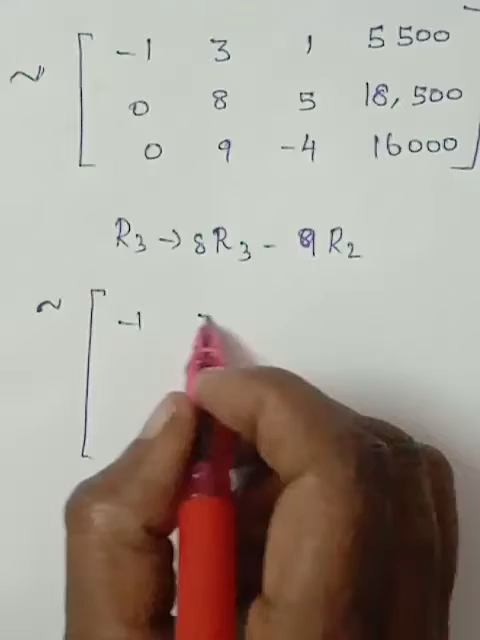 -1 3 1 5500
~ 0 8 5 18,500
0 9 -4 16000
R3 → 8R3 - 9R2
~ -1